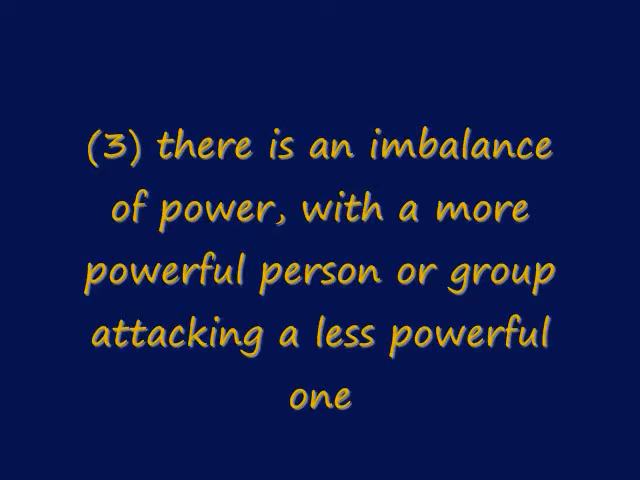 (3) there is an imbalance
of power, with a more
powerful person or group
attacking a less powerful
one